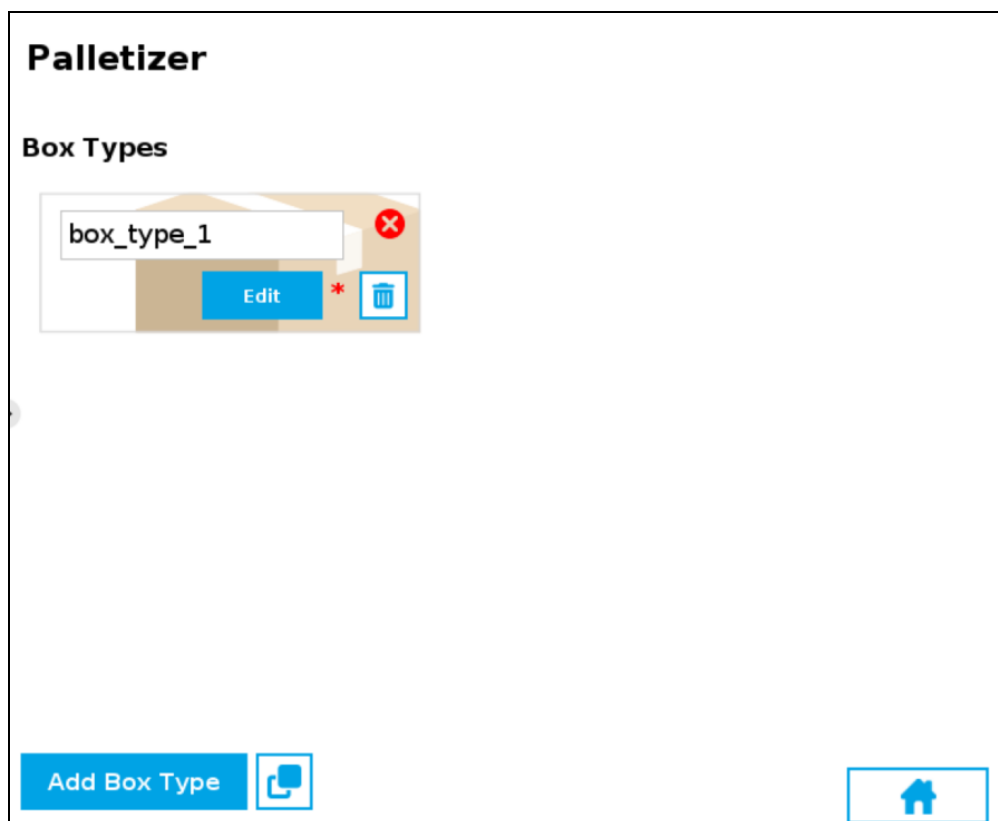 Palletizer
Box Types
box_type_1
Edit *
Add Box Type